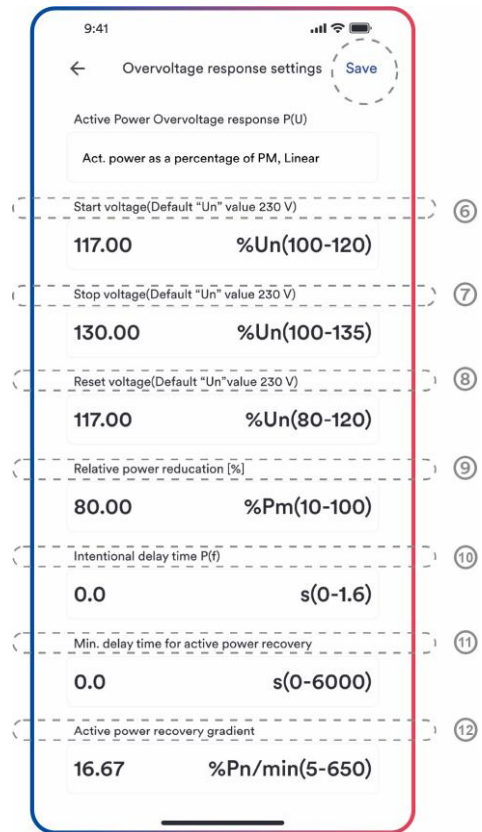 9:41
Overvoltage response settings Save
Active Power Overvoltage response P(U)
Act. power as a percentage of PM, Linear
Start voltage(Default “Un” value 230 V)
⑥
117.00 %Un(100-120)
Stop voltage(Default “Un” value 230 V)
⑦
130.00 %Un(100-135)
Reset voltage(Default “Un”value 230 V)
⑧
117.00 %Un(80-120)
Relative power reducation [%]
⑨
80.00 %Pm(10-100)
Intentional delay time P(f)
⑩
0.0 s(0-1.6)
Min. delay time for active power recovery
⑪
0.0 s(0-6000)
Active power recovery gradient
⑫
16.67 %Pn/min(5-650)